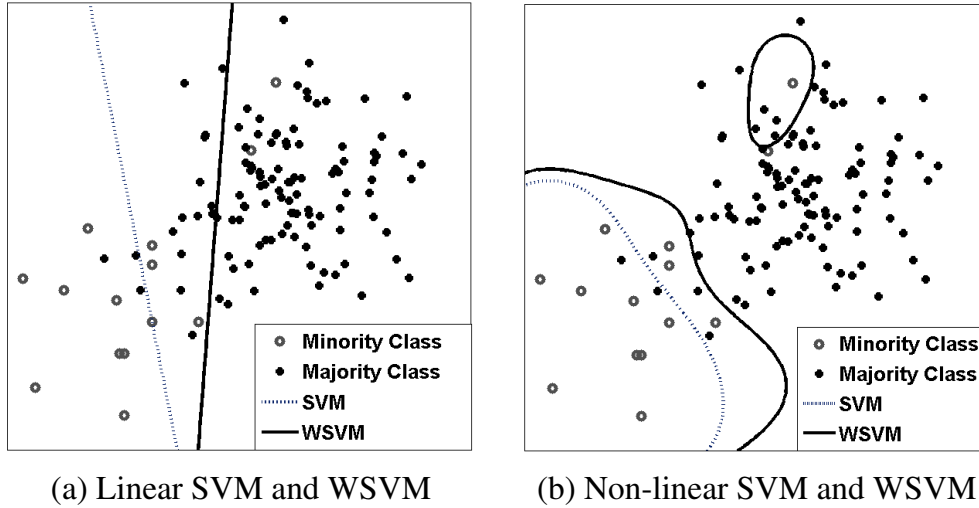 Minority Class
Majority Class
SVM
WSVM
Minority Class
Majority Class
SVM
WSVM
(a) Linear SVM and WSVM
(b) Non-linear SVM and WSVM